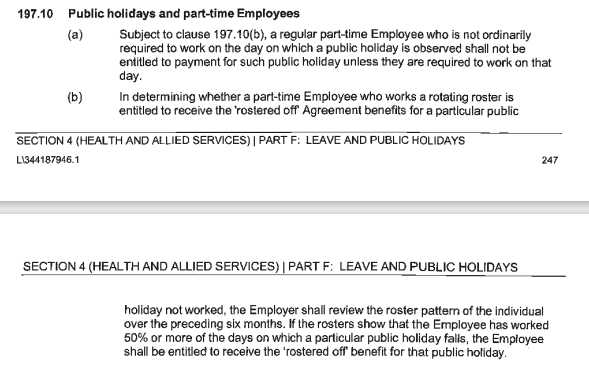 197.10 Public holidays and part-time Employees
(a) Subject to clause 197.10(b), a regular part-time Employee who is not ordinarily
required to work on the day on which a public holiday is observed shall not be
entitled to payment for such public holiday unless they are required to work on that
day.
(b) In determining whether a part-time Employee who works a rotating roster is
entitled to receive the 'rostered off' Agreement benefits for a particular public
SECTION 4 (HEALTH AND ALLIED SERVICES) | PART F: LEAVE AND PUBLIC HOLIDAYS
L\344187946.1 247
SECTION 4 (HEALTH AND ALLIED SERVICES) | PART F: LEAVE AND PUBLIC HOLIDAYS
holiday not worked, the Employer shall review the roster pattern of the individual
over the preceding six months. If the rosters show that the Employee has worked
50% or more of the days on which a particular public holiday falls, the Employee
shall be entitled to receive the 'rostered off' benefit for that public holiday.